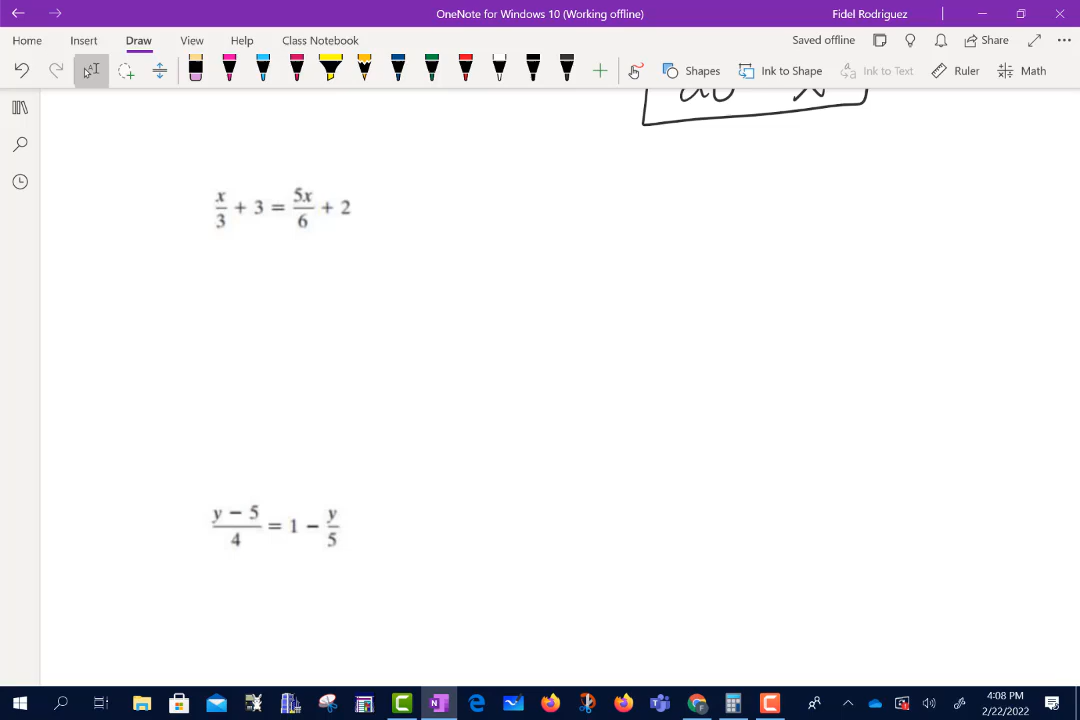 OneNote for Windows 10 (Working offline) Fidel Rodriguez
Home Insert Draw View Help Class Notebook Saved offline Share
Shapes Ink to Shape Ink to Text Ruler Math
x/3 + 3 = 5x/6 + 2
y − 5/4 = 1 − y/5
4:08 PM
2/22/2022